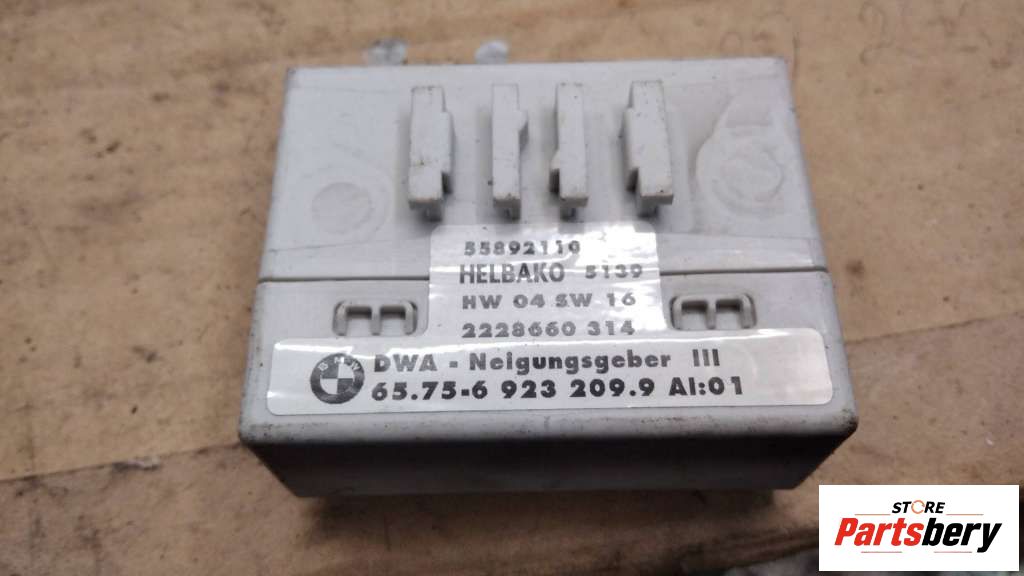 55892119
HELBAKO 5139
HW 04 SW 16
2228660 314
BMW
DWA - Neigungsgeber III
65.75-6 923 209.9 AI:01
STORE
Partsbery